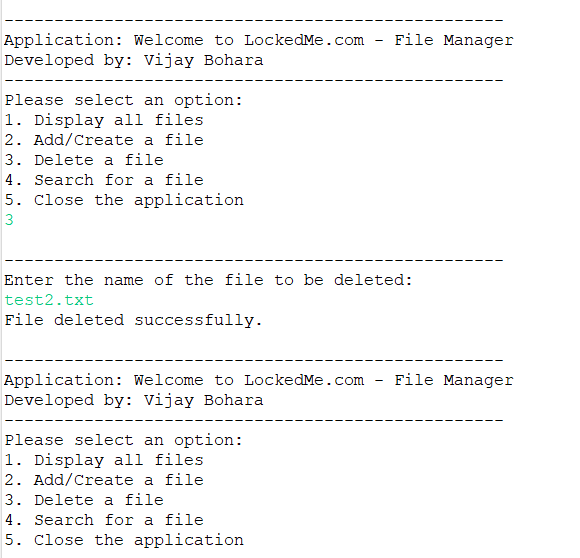 --------------------------------------------------
Application: Welcome to LockedMe.com - File Manager
Developed by: Vijay Bohara
--------------------------------------------------
Please select an option:
1. Display all files
2. Add/Create a file
3. Delete a file
4. Search for a file
5. Close the application
3
--------------------------------------------------
Enter the name of the file to be deleted:
test2.txt
File deleted successfully.
--------------------------------------------------
Application: Welcome to LockedMe.com - File Manager
Developed by: Vijay Bohara
--------------------------------------------------
Please select an option:
1. Display all files
2. Add/Create a file
3. Delete a file
4. Search for a file
5. Close the application